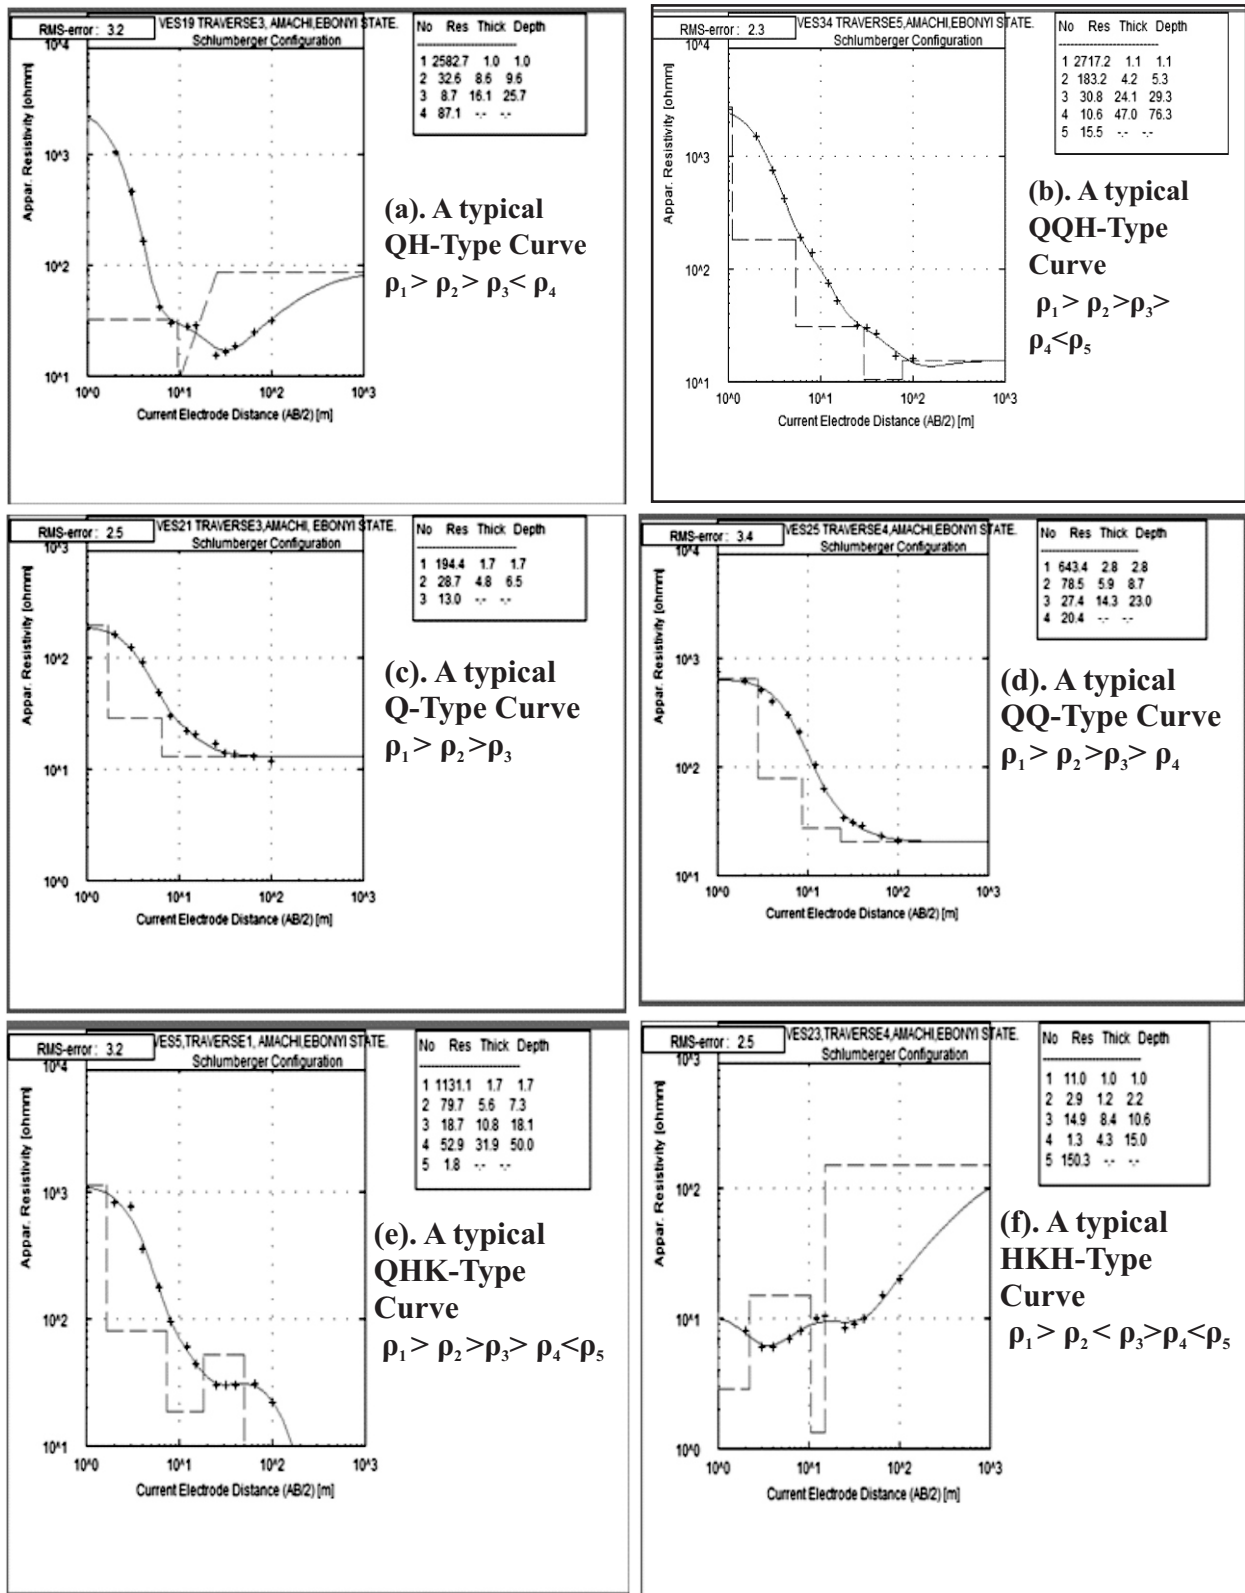 RMS-error : 3.2
VES19 TRAVERSE3, AMACHI,EBONYI STATE.
Schlumberger Configuration
Appar. Resistivity [ohmm]
10^4
10^3
10^2
10^1
10^0 10^1 10^2 10^3
Current Electrode Distance (AB/2) [m]
No Res Thick Depth
1 2582.7 1.0 1.0
2 32.6 8.6 9.6
3 8.7 16.1 25.7
4 87.1 -.- -.-
(a). A typical
QH-Type Curve
ρ₁ > ρ₂ > ρ₃ < ρ₄
RMS-error : 2.3
VES34 TRAVERSE5, AMACHI,EBONYI STATE.
Schlumberger Configuration
Appar. Resistivity [ohmm]
10^4
10^3
10^2
10^1
10^0 10^1 10^2 10^3
Current Electrode Distance (AB/2) [m]
No Res Thick Depth
1 2717.2 1.1 1.1
2 183.2 4.2 5.3
3 30.8 24.1 29.3
4 10.6 47.0 76.3
5 15.5 -.- -.-
(b). A typical
QQH-Type
Curve
ρ₁ > ρ₂ >ρ₃>
ρ₄<ρ₅
RMS-error : 2.5
VES21 TRAVERSE3,AMACHI, EBONYI STATE.
Schlumberger Configuration
Appar. Resistivity [ohmm]
10^3
10^2
10^1
10^0
10^0 10^1 10^2 10^3
Current Electrode Distance (AB/2) [m]
No Res Thick Depth
1 194.4 1.7 1.7
2 28.7 4.8 6.5
3 13.0 -.- -.-
(c). A typical
Q-Type Curve
ρ₁ > ρ₂ >ρ₃
RMS-error : 3.4
VES25 TRAVERSE4,AMACHI,EBONYI STATE.
Schlumberger Configuration
Appar. Resistivity [ohmm]
10^4
10^3
10^2
10^1
10^0 10^1 10^2 10^3
Current Electrode Distance (AB/2) [m]
No Res Thick Depth
1 643.4 2.8 2.8
2 78.5 5.9 8.7
3 27.4 14.3 23.0
4 20.4 -.- -.-
(d). A typical
QQ-Type Curve
ρ₁ > ρ₂ >ρ₃> ρ₄
RMS-error : 3.2
VES5,TRAVERSE1, AMACHI,EBONYI STATE.
Schlumberger Configuration
Appar. Resistivity [ohmm]
10^4
10^3
10^2
10^1
10^0 10^1 10^2 10^3
Current Electrode Distance (AB/2) [m]
No Res Thick Depth
1 1131.1 1.7 1.7
2 79.7 5.6 7.3
3 18.7 10.8 18.1
4 52.9 31.9 50.0
5 1.8 -.- -.-
(e). A typical
QHK-Type
Curve
ρ₁ > ρ₂ >ρ₃> ρ₄<ρ₅
RMS-error : 2.5
VES23,TRAVERSE4,AMACHI,EBONYI STATE.
Schlumberger Configuration
Appar. Resistivity [ohmm]
10^3
10^2
10^1
10^0
10^0 10^1 10^2 10^3
Current Electrode Distance (AB/2) [m]
No Res Thick Depth
1 11.0 1.0 1.0
2 2.9 1.2 2.2
3 14.9 8.4 10.6
4 1.3 4.3 15.0
5 150.3 -.- -.-
(f). A typical
HKH-Type
Curve
ρ₁ > ρ₂ < ρ₃>ρ₄<ρ₅